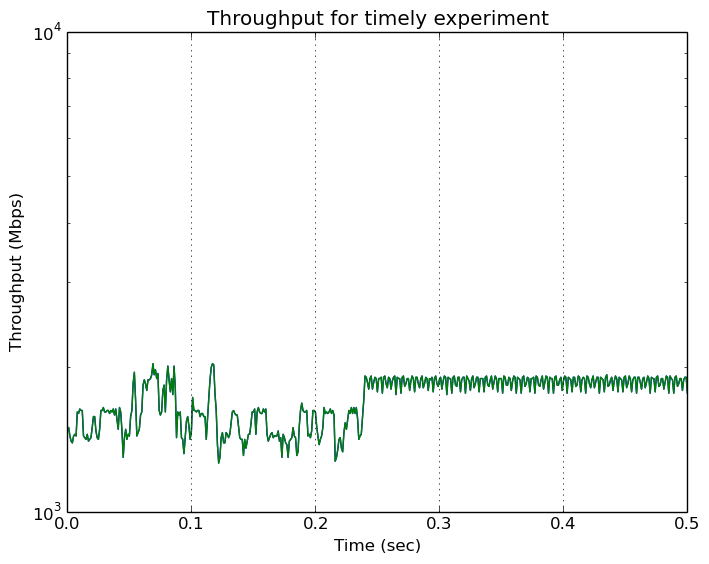 Throughput for timely experiment
10^4
Throughput (Mbps)
10^3
0.0 0.1 0.2 0.3 0.4 0.5
Time (sec)